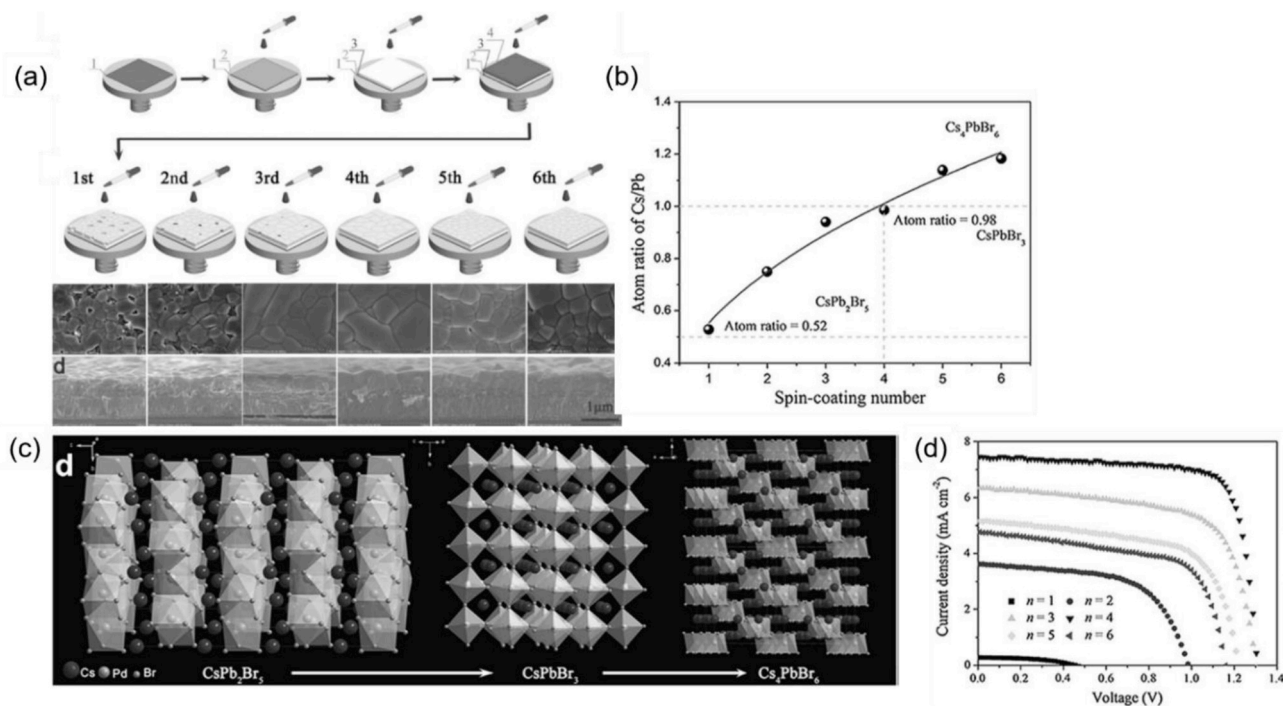 (a)
1
1 2
1 2 3
1 2 3 4
1st 2nd 3rd 4th 5th 6th
d
1μm
(b)
Atom ratio of Cs/Pb
1.4
1.2
1.0
0.8
0.6
0.4
Cs4PbBr6
Atom ratio = 0.98
CsPbBr3
CsPb2Br5
Atom ratio = 0.52
1 2 3 4 5 6
Spin-coating number
(c)
d
Cs Pd Br
CsPb2Br5 CsPbBr3 Cs4PbBr6
(d)
Current density (mA cm-2)
8
6
4
2
0
n = 1 n = 2
n = 3 n = 4
n = 5 n = 6
0.0 0.2 0.4 0.6 0.8 1.0 1.2 1.4
Voltage (V)